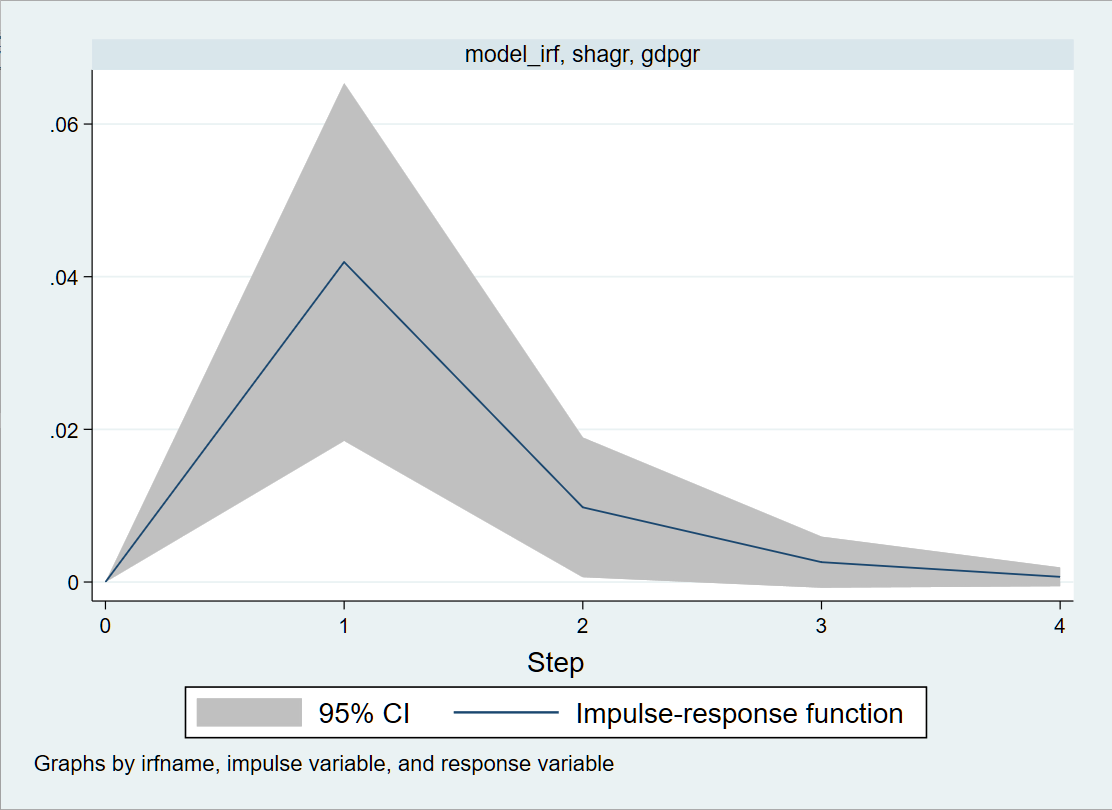 model_irf, shagr, gdpgr
.06
.04
.02
0
0 1 2 3 4
Step
95% CI Impulse-response function
Graphs by irfname, impulse variable, and response variable